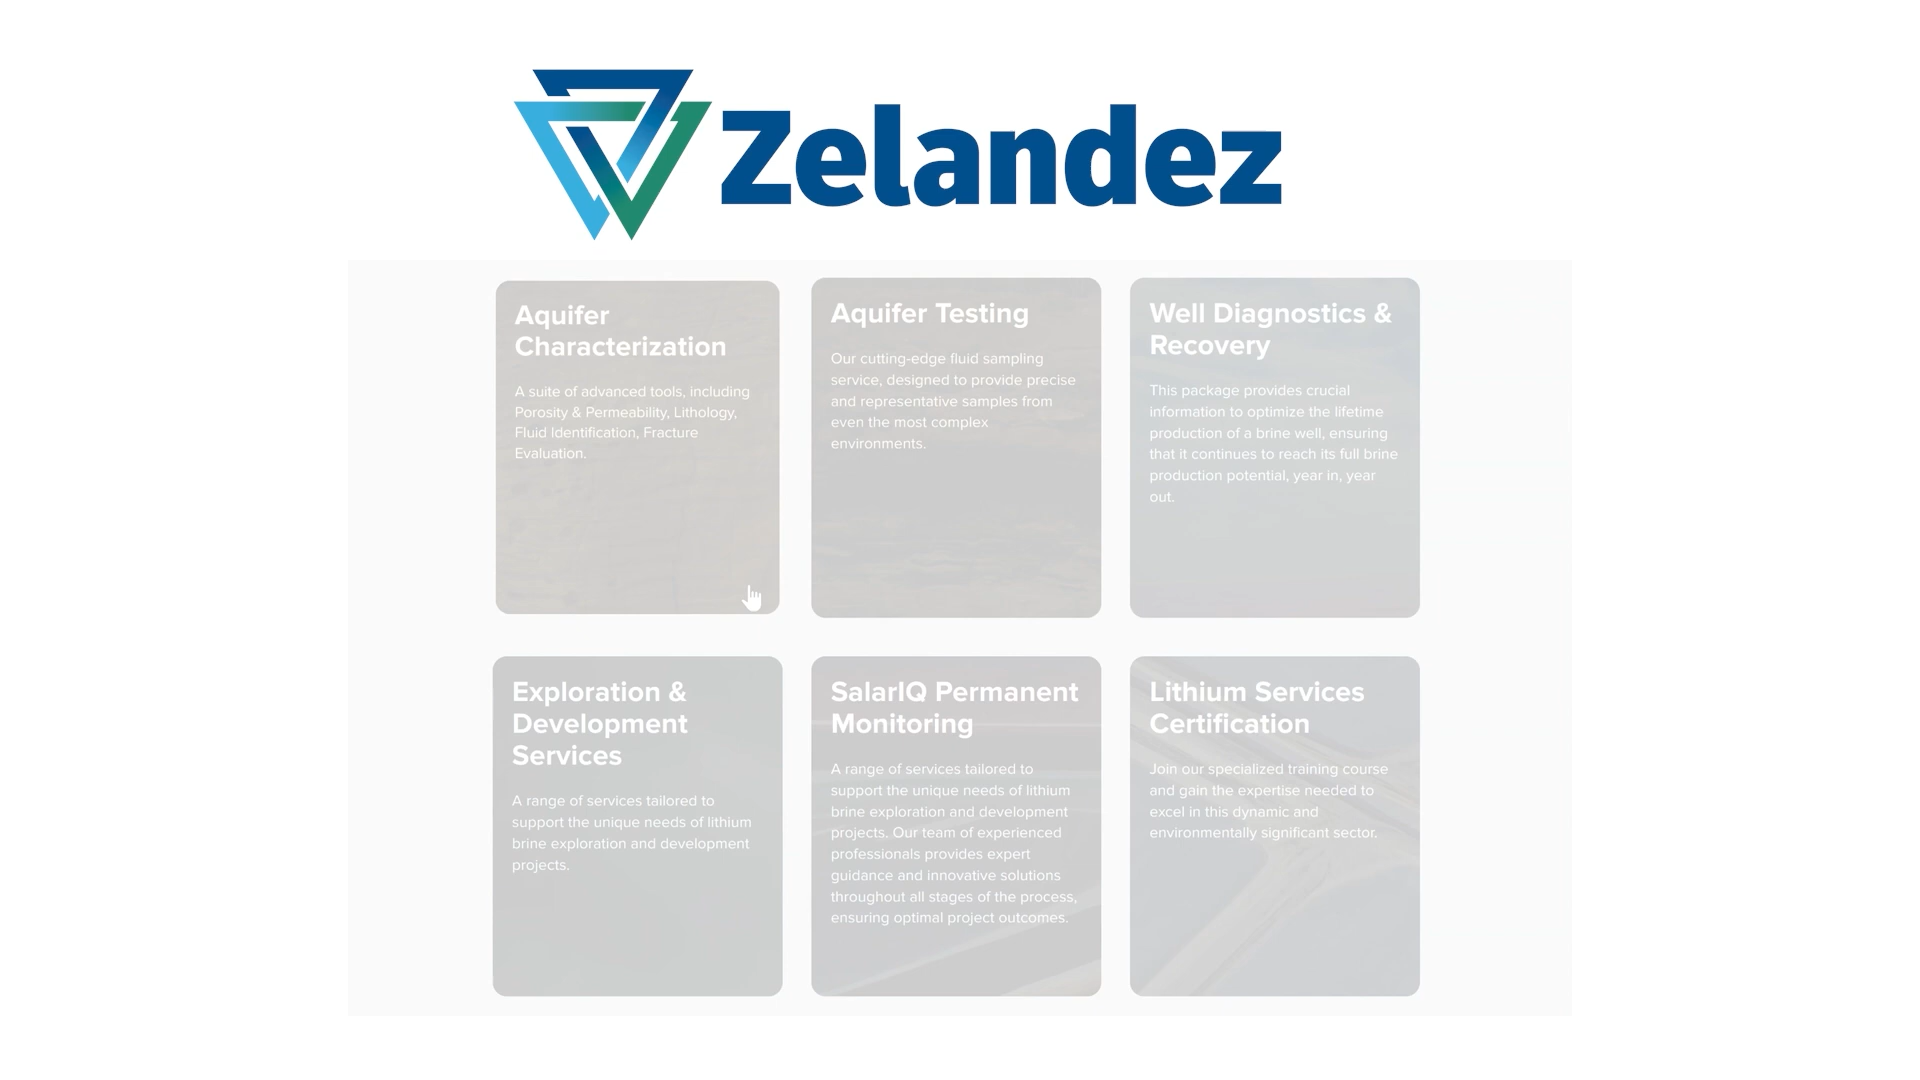 Zelandez
Aquifer
Characterization
A suite of advanced tools, including
Porosity & Permeability, Lithology,
Fluid Identification, Fracture
Evaluation.
Aquifer Testing
Our cutting-edge fluid sampling
service, designed to provide precise
and representative samples from
even the most complex
environments.
Well Diagnostics &
Recovery
This package provides crucial
information to optimize the lifetime
production of a brine well, ensuring
that it continues to reach its full brine
production potential, year in, year
out.
Exploration &
Development
Services
A range of services tailored to
support the unique needs of lithium
brine exploration and development
projects.
SalarIQ Permanent
Monitoring
A range of services tailored to
support the unique needs of lithium
brine exploration and development
projects. Our team of experienced
professionals provides expert
guidance and innovative solutions
throughout all stages of the process,
ensuring optimal project outcomes.
Lithium Services
Certification
Join our specialized training course
and gain the expertise needed to
excel in this dynamic and
environmentally significant sector.